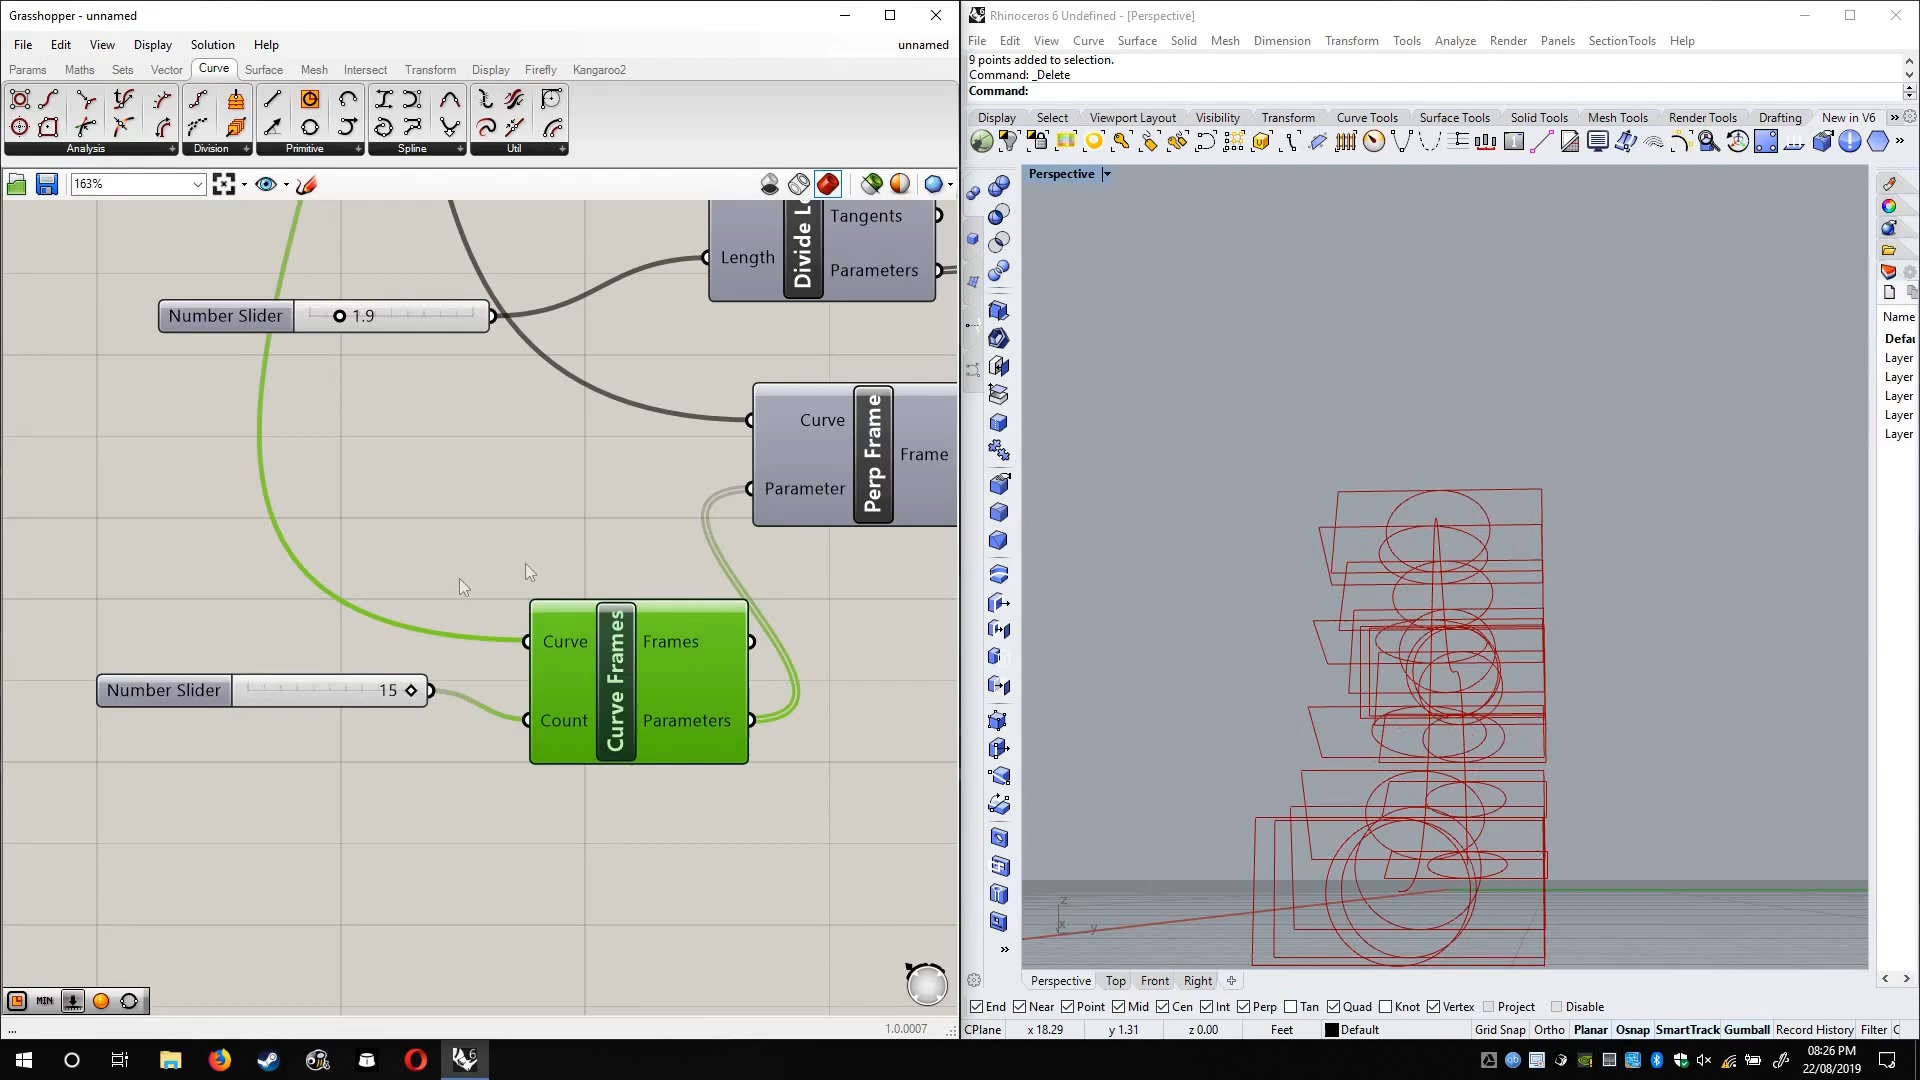 Grasshopper - unnamed
File Edit View Display Solution Help unnamed
Params Maths Sets Vector Curve Surface Mesh Intersect Transform Display Firefly Kangaroo2
Analysis Division Primitive Spline Util
163%
Tangents
Length
Divide
Parameters
Number Slider 1.9
Curve
Perp Frame
Frame
Parameter
Curve Frames
Curve Frames
Number Slider 15
Count Parameters
MIN
...
1.0.0007
Rhinoceros 6 Undefined - [Perspective]
File Edit View Curve Surface Solid Mesh Dimension Transform Tools Analyze Render Panels SectionTools Help
9 points added to selection.
Command: _Delete
Command:
Display Select Viewport Layout Visibility Transform Curve Tools Surface Tools Solid Tools Mesh Tools Render Tools Drafting New in V6 »
Perspective
Name
Defau
Layer
Layer
Layer
Layer
Layer
z
x y
Perspective Top Front Right
End Near Point Mid Cen Int Perp Tan Quad Knot Vertex Project Disable
CPlane x 18.29 y 1.31 z 0.00 Feet Default Grid Snap Ortho Planar Osnap SmartTrack Gumball Record History Filter C
08:26 PM
22/08/2019